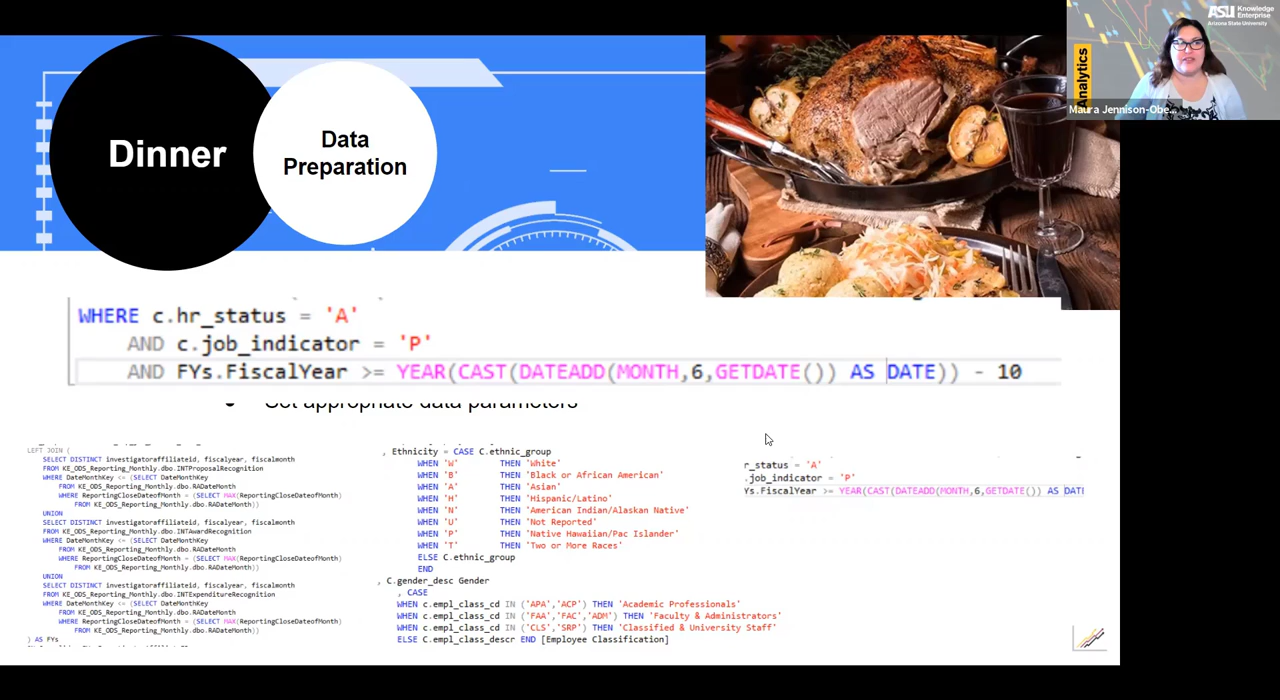 ASU Knowledge
Enterprise
Arizona State University
Analytics
Maura Jennison-Obe...
Dinner
Data
Preparation
WHERE c.hr_status = 'A'
AND c.job_indicator = 'P'
AND FYs.FiscalYear >= YEAR(CAST(DATEADD(MONTH,6,GETDATE()) AS DATE)) - 10
• Set appropriate data parameters
LEFT JOIN (
SELECT DISTINCT investigatoraffiliateid, fiscalyear, fiscalmonth
FROM KE_ODS_Reporting_Monthly.dbo.INTProposalRecognition
WHERE DateMonthKey <= (SELECT DateMonthKey
FROM KE_ODS_Reporting_Monthly.dbo.RADateMonth
WHERE ReportingCloseDateofMonth = (SELECT MAX(ReportingCloseDateofMonth)
FROM KE_ODS_Reporting_Monthly.dbo.RADateMonth))
UNION
SELECT DISTINCT investigatoraffiliateid, fiscalyear, fiscalmonth
FROM KE_ODS_Reporting_Monthly.dbo.INTAwardRecognition
WHERE DateMonthKey <= (SELECT DateMonthKey
FROM KE_ODS_Reporting_Monthly.dbo.RADateMonth
WHERE ReportingCloseDateofMonth = (SELECT MAX(ReportingCloseDateofMonth)
FROM KE_ODS_Reporting_Monthly.dbo.RADateMonth))
UNION
SELECT DISTINCT investigatoraffiliateid, fiscalyear, fiscalmonth
FROM KE_ODS_Reporting_Monthly.dbo.INTExpenditureRecognition
WHERE DateMonthKey <= (SELECT DateMonthKey
FROM KE_ODS_Reporting_Monthly.dbo.RADateMonth
WHERE ReportingCloseDateofMonth = (SELECT MAX(ReportingCloseDateofMonth)
FROM KE_ODS_Reporting_Monthly.dbo.RADateMonth))
) AS FYs
, Ethnicity = CASE C.ethnic_group
WHEN 'W' THEN 'White'
WHEN 'B' THEN 'Black or African American'
WHEN 'A' THEN 'Asian'
WHEN 'H' THEN 'Hispanic/Latino'
WHEN 'N' THEN 'American Indian/Alaskan Native'
WHEN 'U' THEN 'Not Reported'
WHEN 'P' THEN 'Native Hawaiian/Pac Islander'
WHEN 'T' THEN 'Two or More Races'
ELSE C.ethnic_group
END
, C.gender_desc Gender
, CASE
WHEN c.empl_class_cd IN ('APA','ACP') THEN 'Academic Professionals'
WHEN c.empl_class_cd IN ('FAA','FAC','ADM') THEN 'Faculty & Administrators'
WHEN c.empl_class_cd IN ('CLS','SRP') THEN 'Classified & University Staff'
ELSE C.empl_class_descr END [Employee Classification]
r_status = 'A'
.job_indicator = 'P'
Ys.FiscalYear >= YEAR(CAST(DATEADD(MONTH,6,GETDATE()) AS DATE